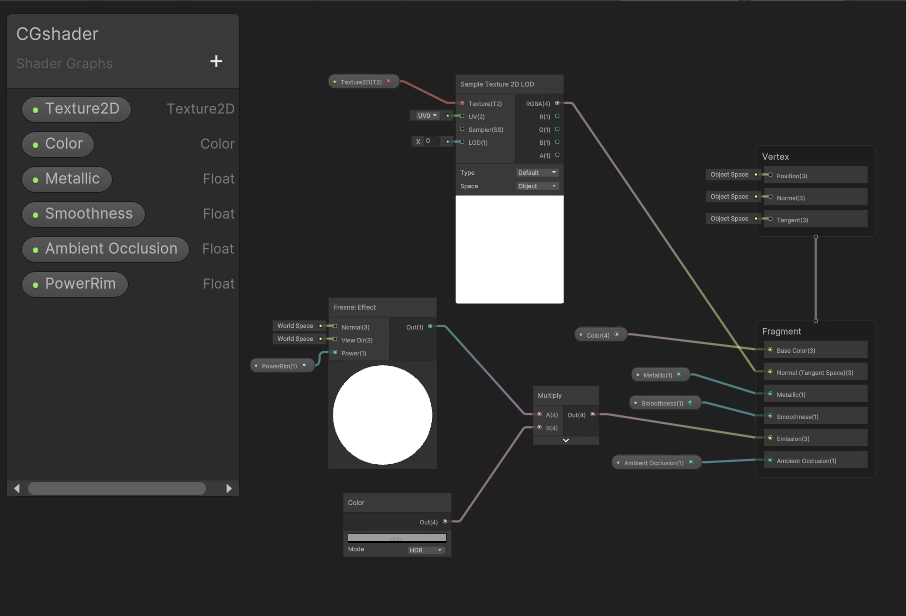 CGshader
Shader Graphs
+
Texture2D Texture2D
Color Color
Metallic Float
Smoothness Float
Ambient Occlusion Float
PowerRim Float
Texture2D(T2)
Sample Texture 2D LOD
Texture(T2) RGBA(4)
UV0 UV(2) R(1)
Sampler(SS) G(1)
X 0 LOD(1) B(1)
A(1)
Type Default
Space Object
Vertex
Object Space Position(3)
Object Space Normal(3)
Object Space Tangent(3)
Fresnel Effect
World Space Normal(3) Out(1)
World Space View Dir(3)
PowerRim(1) Power(1)
Color
Out(4)
HDR
Mode HDR
Multiply
A(4) Out(4)
B(4)
Color(4)
Metallic(1)
Smoothness(1)
Ambient Occlusion(1)
Fragment
Base Color(3)
Normal (Tangent Space)(3)
Metallic(1)
Smoothness(1)
Emission(3)
Ambient Occlusion(1)